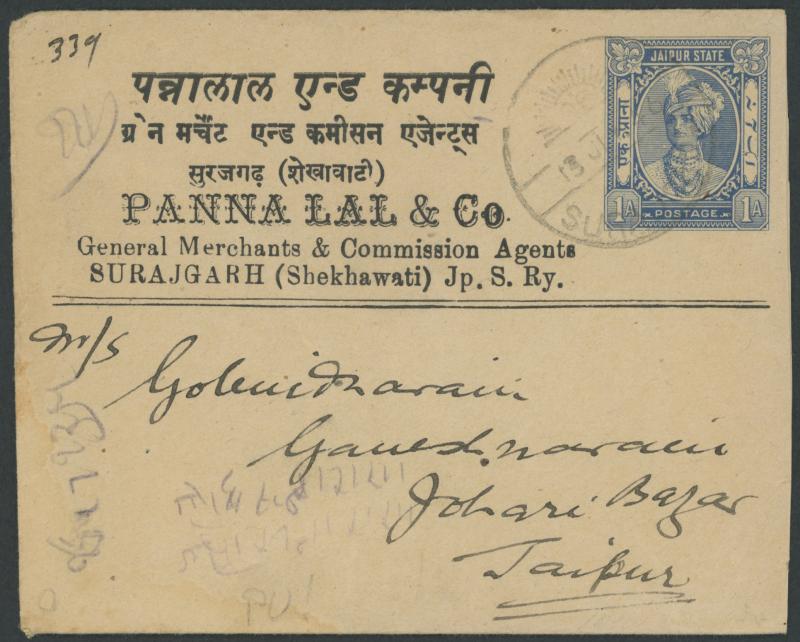 339
पन्नालाल एन्ड कम्पनी
ग्रेन मर्चैंट एन्ड कमीसन एजेन्ट्स
सुरजगढ़ (शेखावाटी)
PANNA LAL & Co.
General Merchants & Commission Agents
SURAJGARH (Shekhawati) Jp. S. Ry.
JAIPUR STATE
एक आना
1A POSTAGE 1A
M/S
Gobindnarain
Ganeshnarain
Johari Bazar
Jaipur